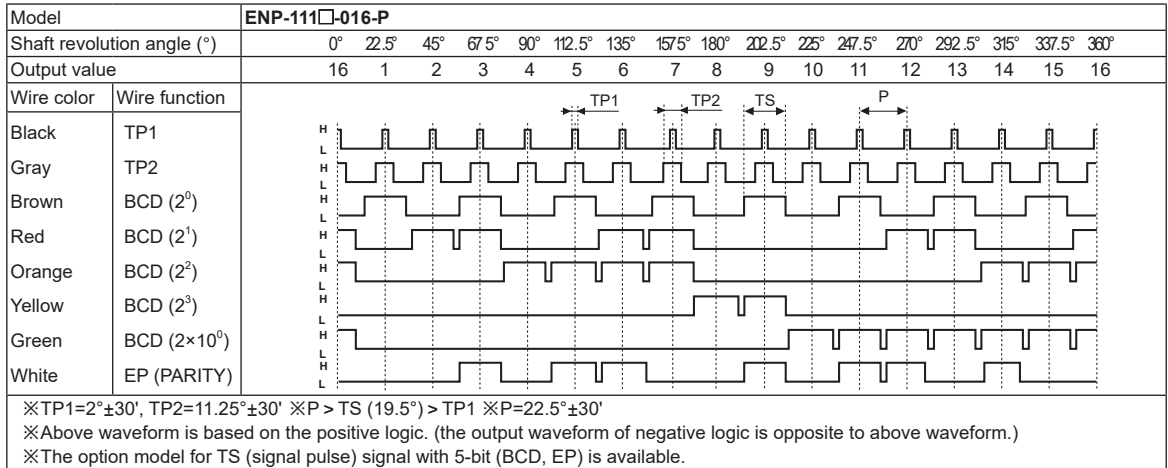 Model ENP-111□-016-P
Shaft revolution angle (°) 0° 22.5° 45° 67.5° 90° 112.5° 135° 157.5° 180° 202.5° 225° 247.5° 270° 292.5° 315° 337.5° 360°
Output value 16 1 2 3 4 5 6 7 8 9 10 11 12 13 14 15 16
Wire color Wire function TP1 TP2 TS P
Black TP1 H L
Gray TP2 H L
Brown BCD (2⁰) H L
Red BCD (2¹) H L
Orange BCD (2²) H L
Yellow BCD (2³) H L
Green BCD (2×10⁰) H L
White EP (PARITY) H L
※TP1=2°±30', TP2=11.25°±30' ※P > TS (19.5°) > TP1 ※P=22.5°±30'
※Above waveform is based on the positive logic. (the output waveform of negative logic is opposite to above waveform.)
※The option model for TS (signal pulse) signal with 5-bit (BCD, EP) is available.